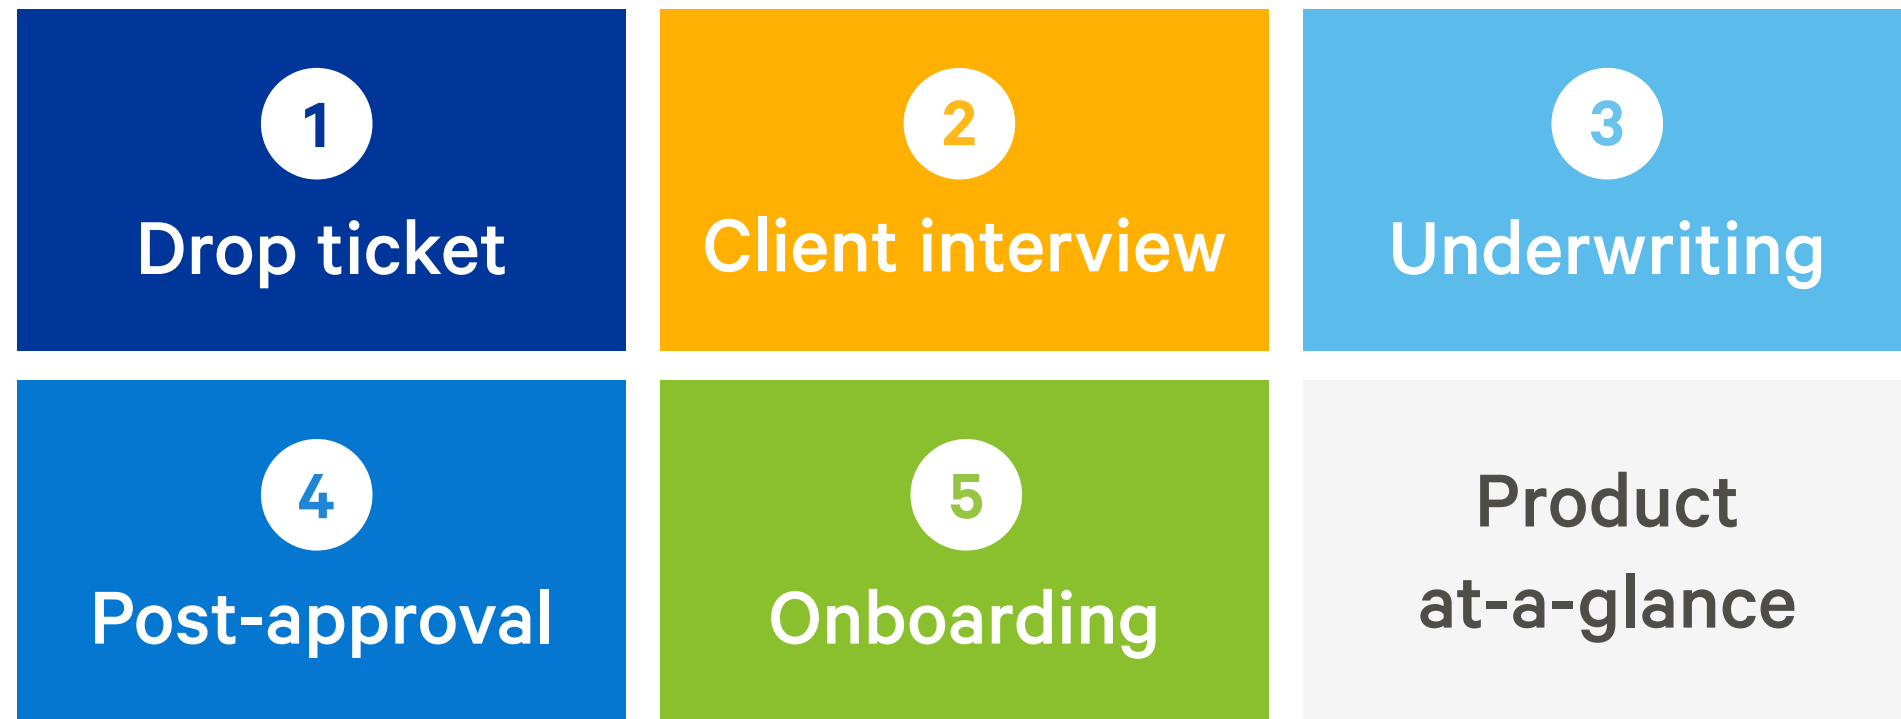 1
Drop ticket
2
Client interview
3
Underwriting
4
Post-approval
5
Onboarding
Product
at-a-glance